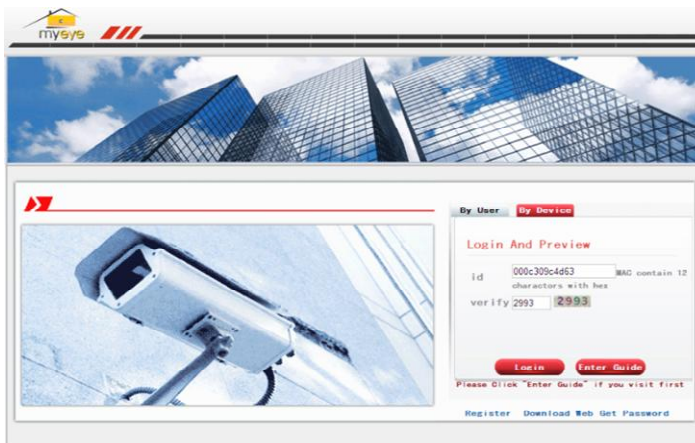 myeye
By User By Device
Login And Preview
id 000c309c4d63 MAC contain 12
charactors with hex
verify 2993 2993
Login Enter Guide
Please Click "Enter Guide" if you visit first
Register Download Web Get Password